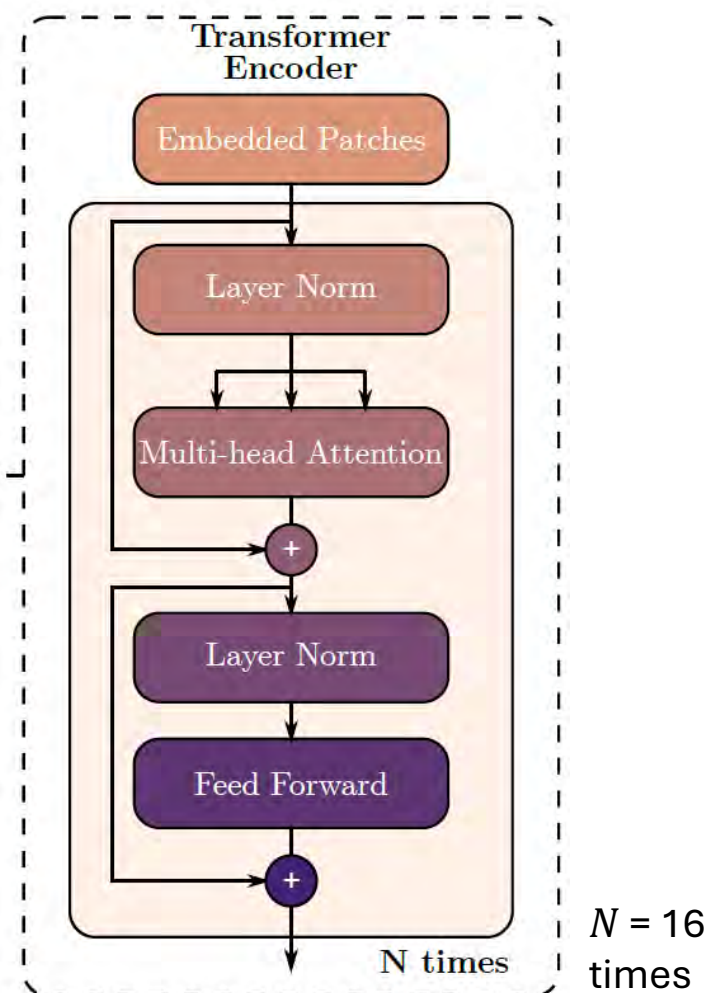 Transformer
Encoder
Embedded Patches
Layer Norm
Multi-head Attention
+
Layer Norm
Feed Forward
+
N times
𝑁 = 16
times